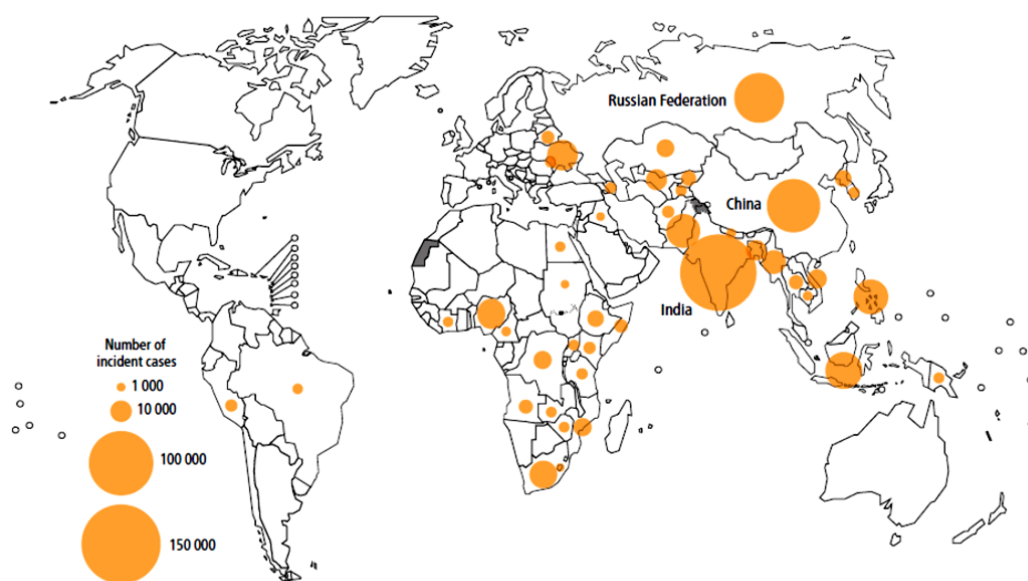 Russian Federation
China
India
Number of
incident cases
1 000
10 000
100 000
150 000